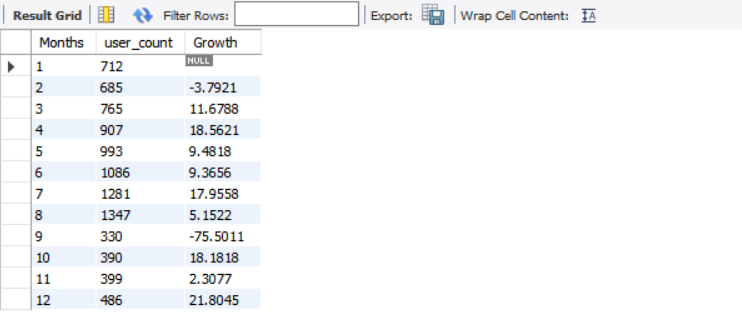 Result Grid Filter Rows: Export: Wrap Cell Content: IA
Months user_count Growth
1 712 NULL
2 685 -3.7921
3 765 11.6788
4 907 18.5621
5 993 9.4818
6 1086 9.3656
7 1281 17.9558
8 1347 5.1522
9 330 -75.5011
10 390 18.1818
11 399 2.3077
12 486 21.8045